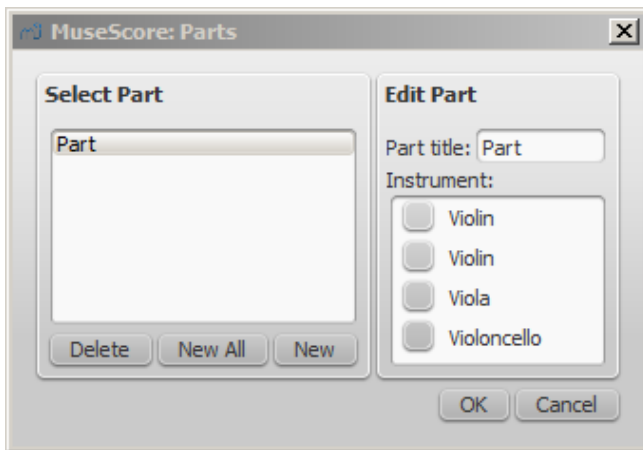 MuseScore: Parts
Select Part
Part
Delete
New All
New
Edit Part
Part title: Part
Instrument:
Violin
Violin
Viola
Violoncello
OK
Cancel